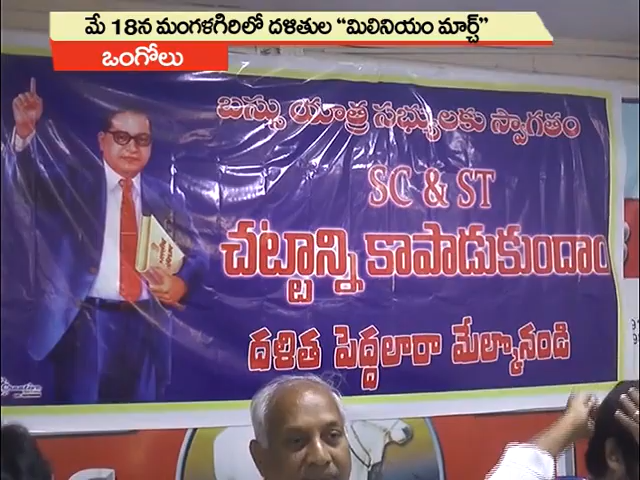 మే 18న మంగళగిరిలో దళితుల “మిలినియం మార్చ్”
ఒంగోలు
బస్సు యాత్ర సభ్యులకు స్వాగతం
SC & ST
చట్టాన్ని కాపాడుకుందాం
దళిత పెద్దలారా మేల్కొనండి